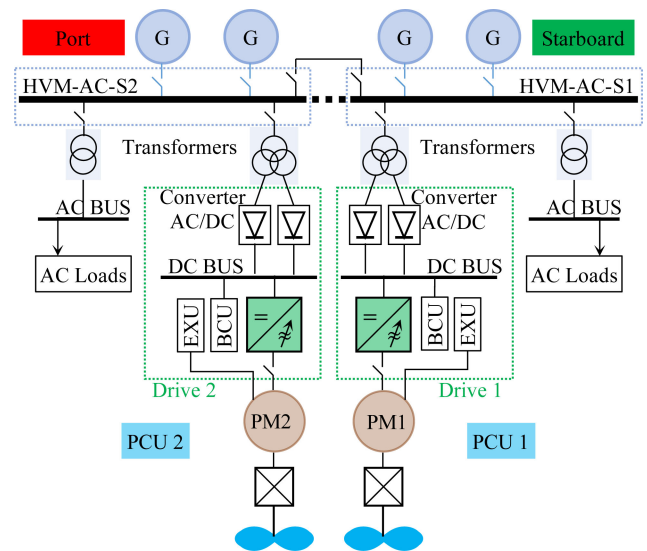 Port
G
G
G
G
Starboard
HVM-AC-S2
HVM-AC-S1
Transformers
Transformers
Converter
AC/DC
Converter
AC/DC
AC BUS
AC BUS
AC Loads
DC BUS
DC BUS
AC Loads
EXU
BCU
=
=
BCU
EXU
Drive 2
Drive 1
PM2
PM1
PCU 2
PCU 1